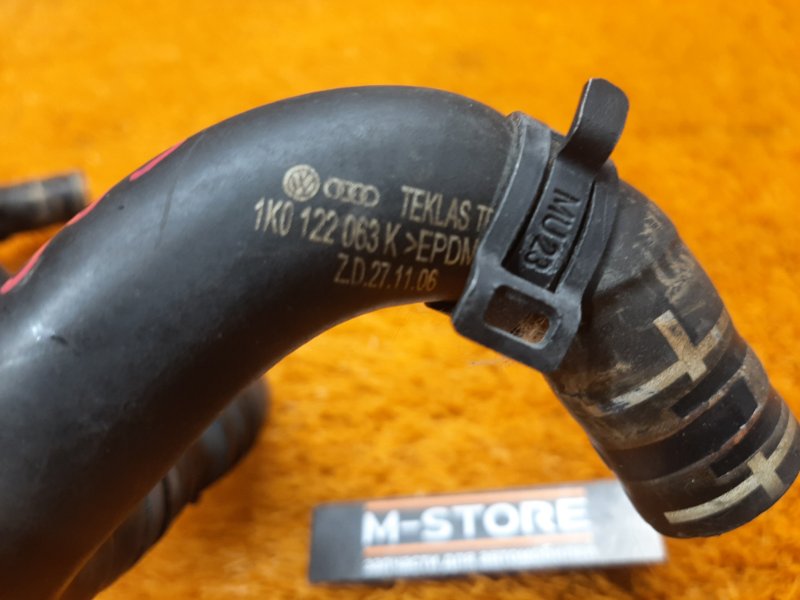 TEKLAS
1K0 122 063 K >EPDM
Z.D.27.11.06
MU23
M-STORE